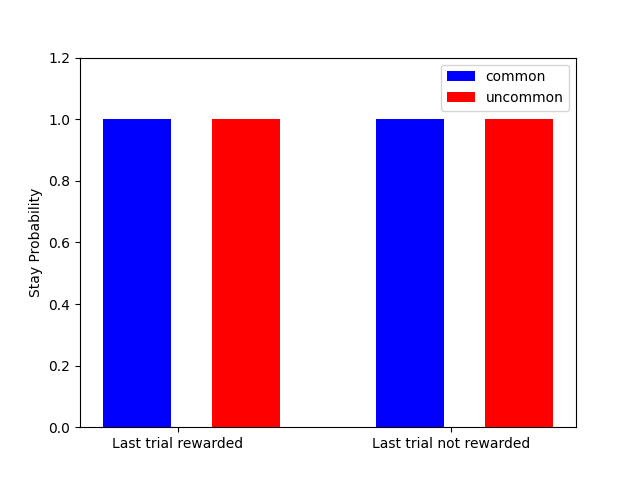 1.2
1.0
0.8
0.6
0.4
0.2
0.0
Stay Probability
common
uncommon
Last trial rewarded
Last trial not rewarded